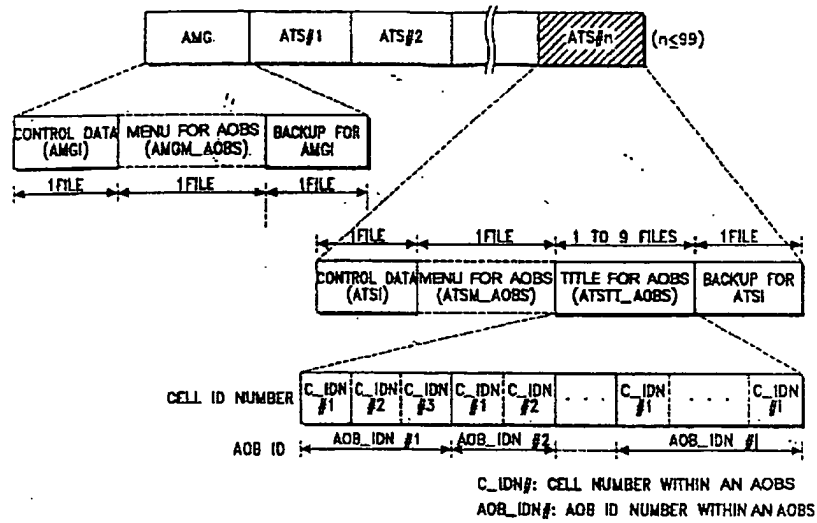 AMG ATS#1 ATS#2 ATS#n (n≤99)
CONTROL DATA (AMGI)
MENU FOR AOBS (AMGM_AOBS)
BACKUP FOR AMGI
1FILE 1FILE 1FILE
1FILE 1FILE 1 TO 9 FILES 1FILE
CONTROL DATA (ATSI)
MENU FOR AOBS (ATSM_AOBS)
TITLE FOR AOBS (ATSTT_AOBS)
BACKUP FOR ATSI
CELL ID NUMBER C_IDN #1 C_IDN #2 C_IDN #3 C_IDN #1 C_IDN #2 . . . C_IDN #1 . . . C_IDN #i
AOB ID AOB_IDN #1 AOB_IDN #2 AOB_IDN #i
C_IDN#: CELL NUMBER WITHIN AN AOBS
AOB_IDN#: AOB ID NUMBER WITHIN AN AOBS